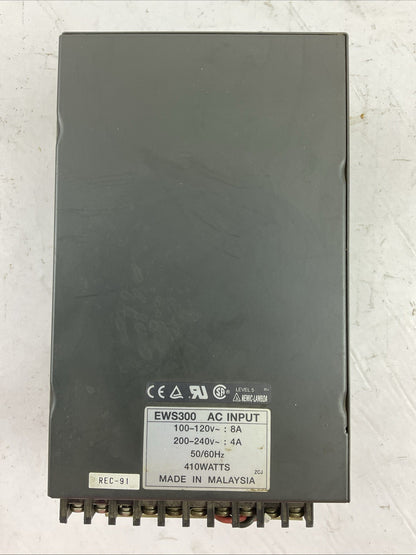 LEVEL 5
NEMIC-LAMBDA
EWS300 AC INPUT
100-120V~ : 8A
200-240V~ : 4A
50/60Hz
410WATTS
ZCJ
MADE IN MALAYSIA
REC-91